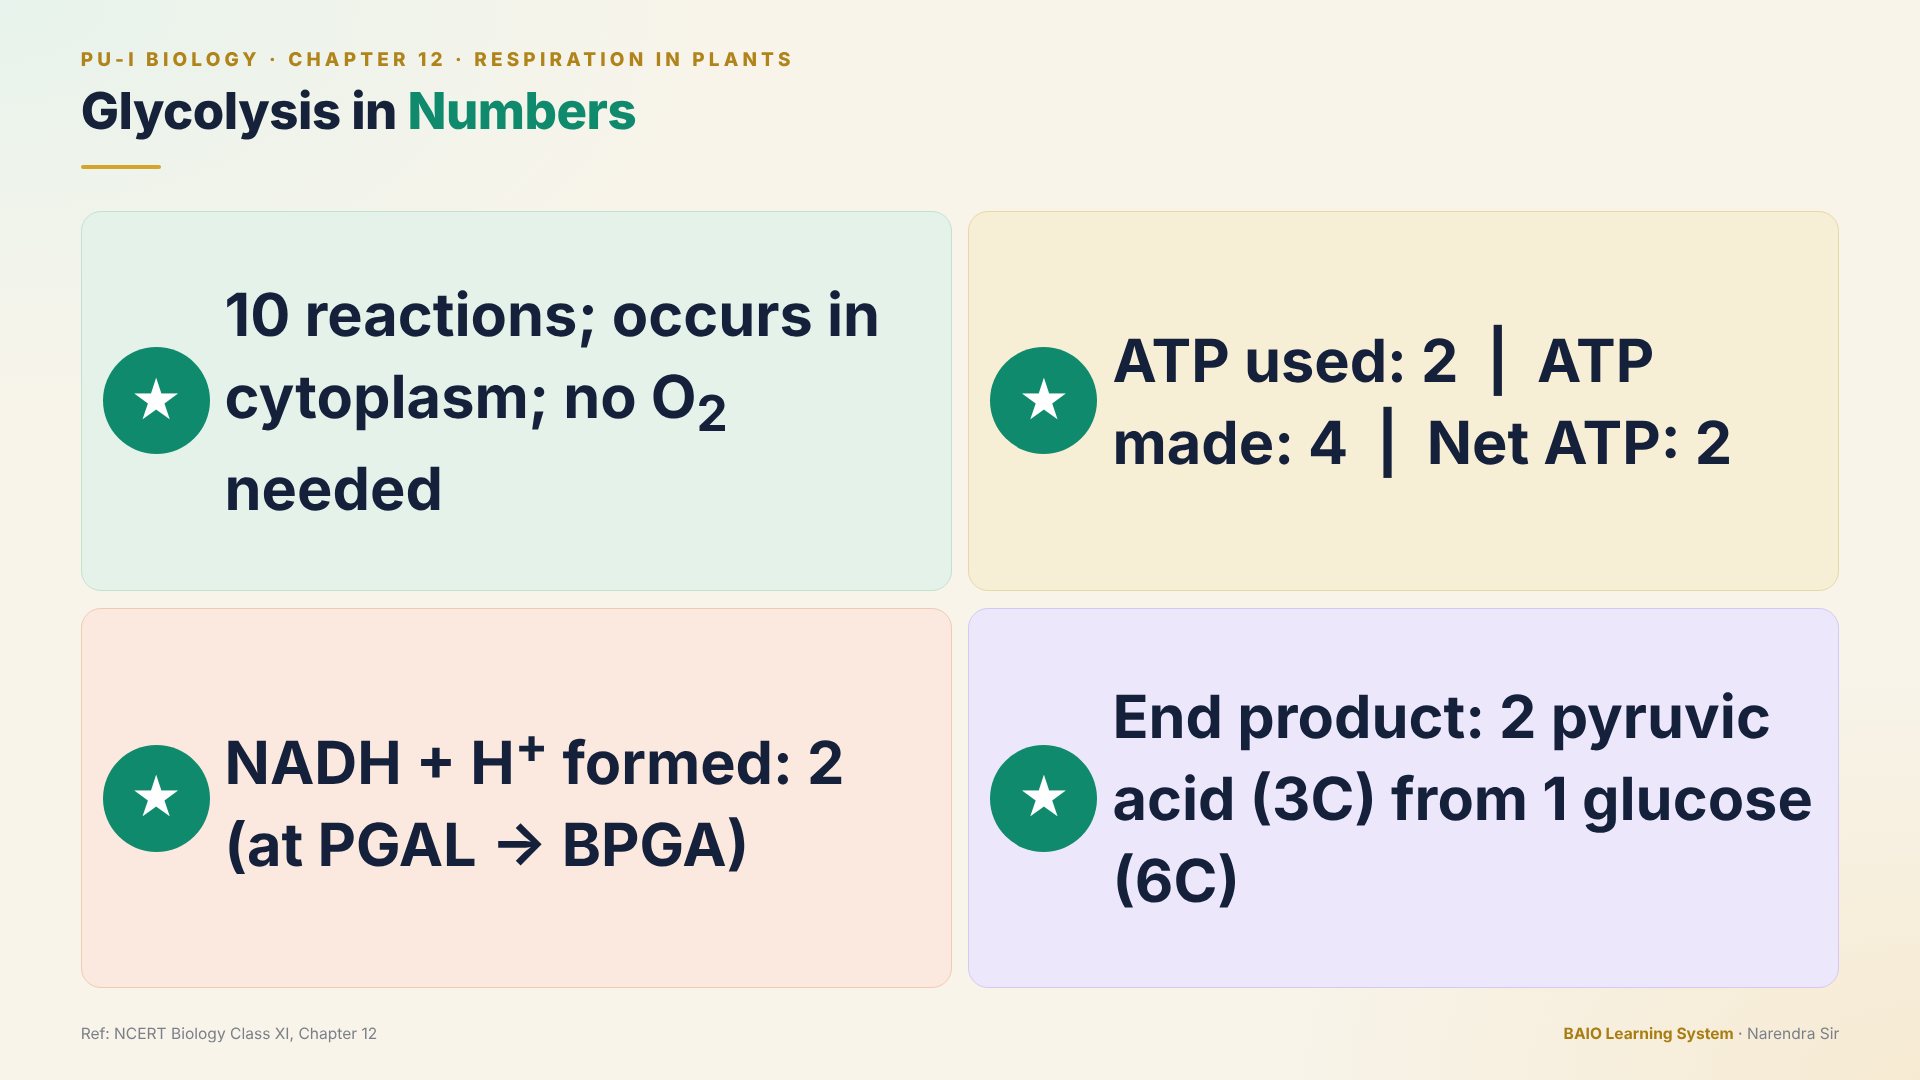 PU-I BIOLOGY · CHAPTER 12 · RESPIRATION IN PLANTS
Glycolysis in Numbers
10 reactions; occurs in
cytoplasm; no O₂
needed
ATP used: 2 | ATP
made: 4 | Net ATP: 2
NADH + H⁺ formed: 2
(at PGAL → BPGA)
End product: 2 pyruvic
acid (3C) from 1 glucose
(6C)
Ref: NCERT Biology Class XI, Chapter 12
BAIO Learning System · Narendra Sir